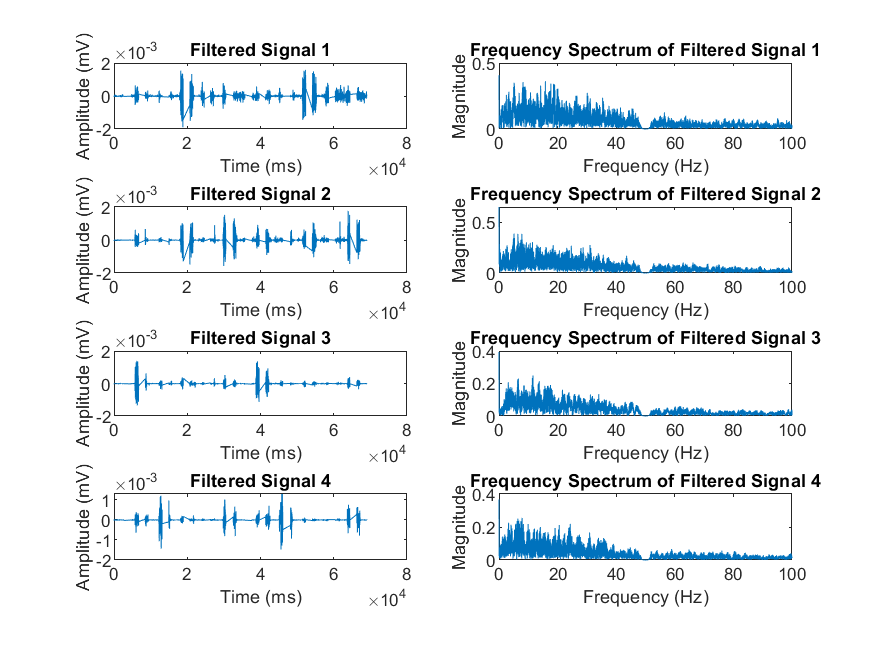 Filtered Signal 1
×10-3
Amplitude (mV)
2
0
-2
0 2 4 6 8
Time (ms)
×104
Frequency Spectrum of Filtered Signal 1
Magnitude
0.5
0
0 20 40 60 80 100
Frequency (Hz)
Filtered Signal 2
×10-3
Amplitude (mV)
2
0
-2
0 2 4 6 8
Time (ms)
×104
Frequency Spectrum of Filtered Signal 2
Magnitude
0.5
0
0 20 40 60 80 100
Frequency (Hz)
Filtered Signal 3
×10-3
Amplitude (mV)
2
0
-2
0 2 4 6 8
Time (ms)
×104
Frequency Spectrum of Filtered Signal 3
Magnitude
0.4
0.2
0
0 20 40 60 80 100
Frequency (Hz)
Filtered Signal 4
×10-3
Amplitude (mV)
1
0
-1
-2
0 2 4 6 8
Time (ms)
×104
Frequency Spectrum of Filtered Signal 4
Magnitude
0.4
0.2
0
0 20 40 60 80 100
Frequency (Hz)